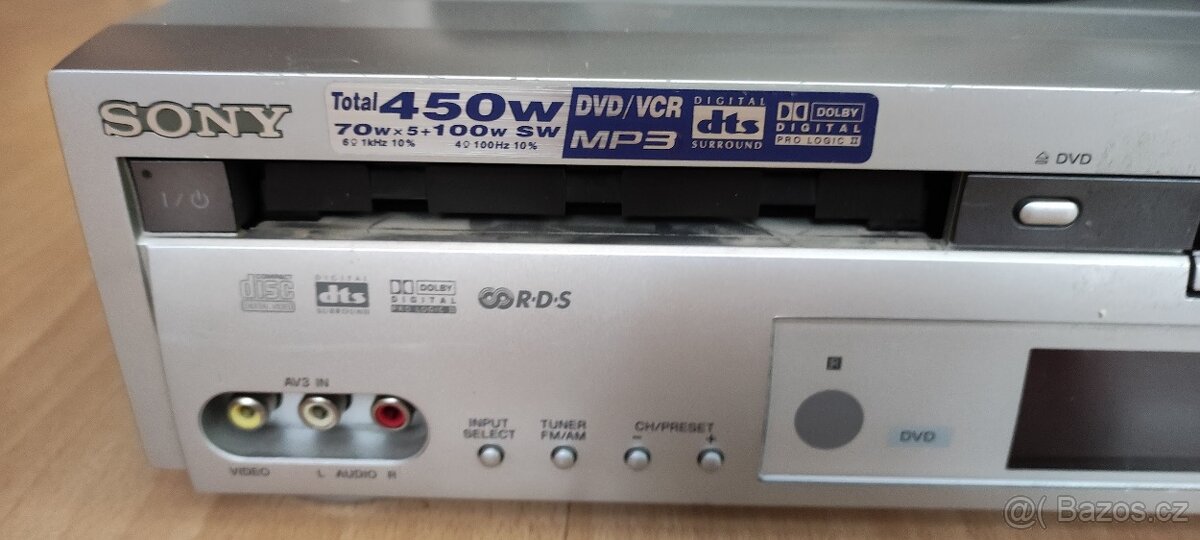 SONY
Total 450W
70W×5+100W SW
6Ω 1kHz 10% 4Ω 100Hz 10%
DVD/VCR
MP3
DIGITAL
dts
SURROUND
DOLBY
DIGITAL
PRO LOGIC II
DVD
I/
COMPACT
disc
DIGITAL VIDEO
DIGITAL
dts
SURROUND
DOLBY
DIGITAL
PRO LOGIC II
R·D·S
AV3 IN
VIDEO
L AUDIO R
INPUT
SELECT
TUNER
FM/AM
CH/PRESET
− +
DVD
@( Bazos.cz